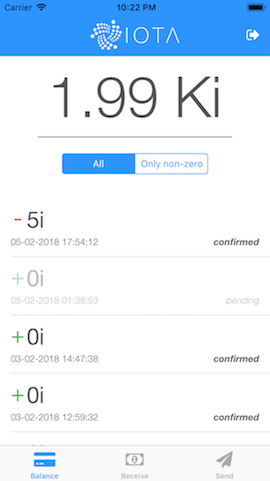 Carrier 10:22 PM
IOTA
1.99 Ki
All Only non-zero
- 5i
05-02-2018 17:54:12 confirmed
+0i
05-02-2018 01:38:53 pending
+0i
03-02-2018 14:47:38 confirmed
+0i
03-02-2018 12:59:32 confirmed
Balance Receive Send